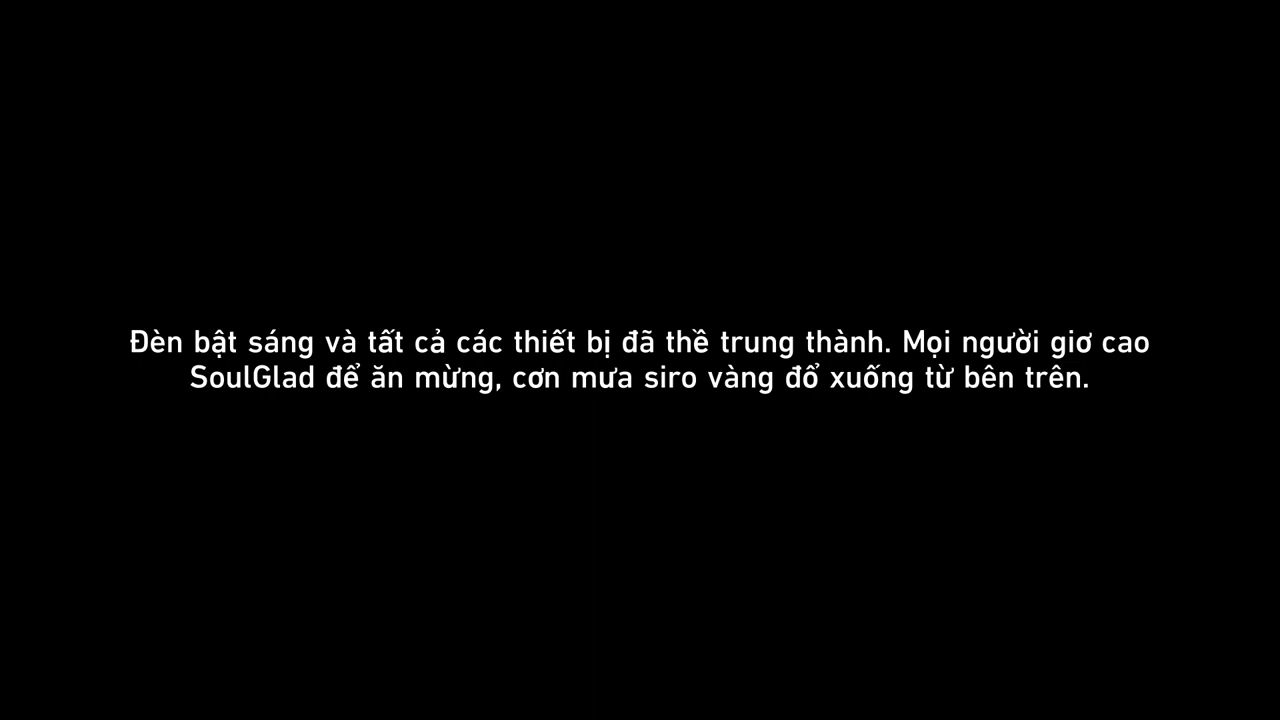 Đèn bật sáng và tất cả các thiết bị đã thề trung thành. Mọi người giơ cao
SoulGlad để ăn mừng, cơn mưa siro vàng đổ xuống từ bên trên.